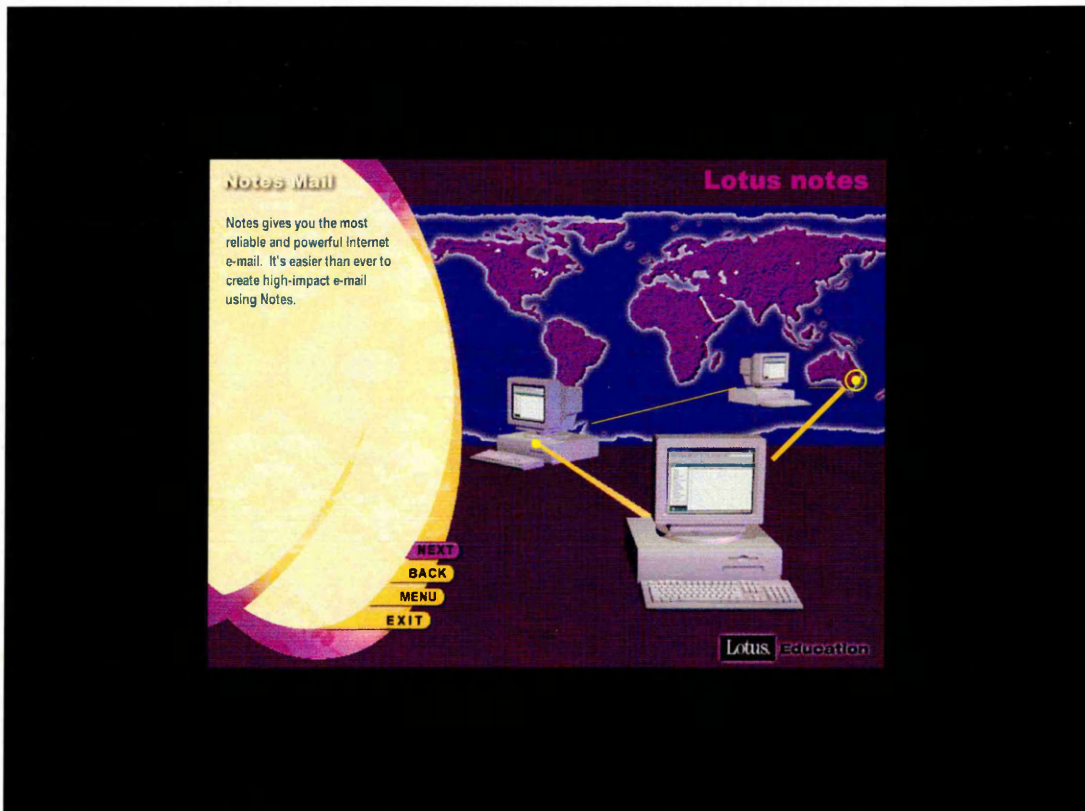 Notes Mail
Lotus notes
Notes gives you the most
reliable and powerful Internet
e-mail. It's easier than ever to
create high-impact e-mail
using Notes.
NEXT
BACK
MENU
EXIT
Lotus. Education